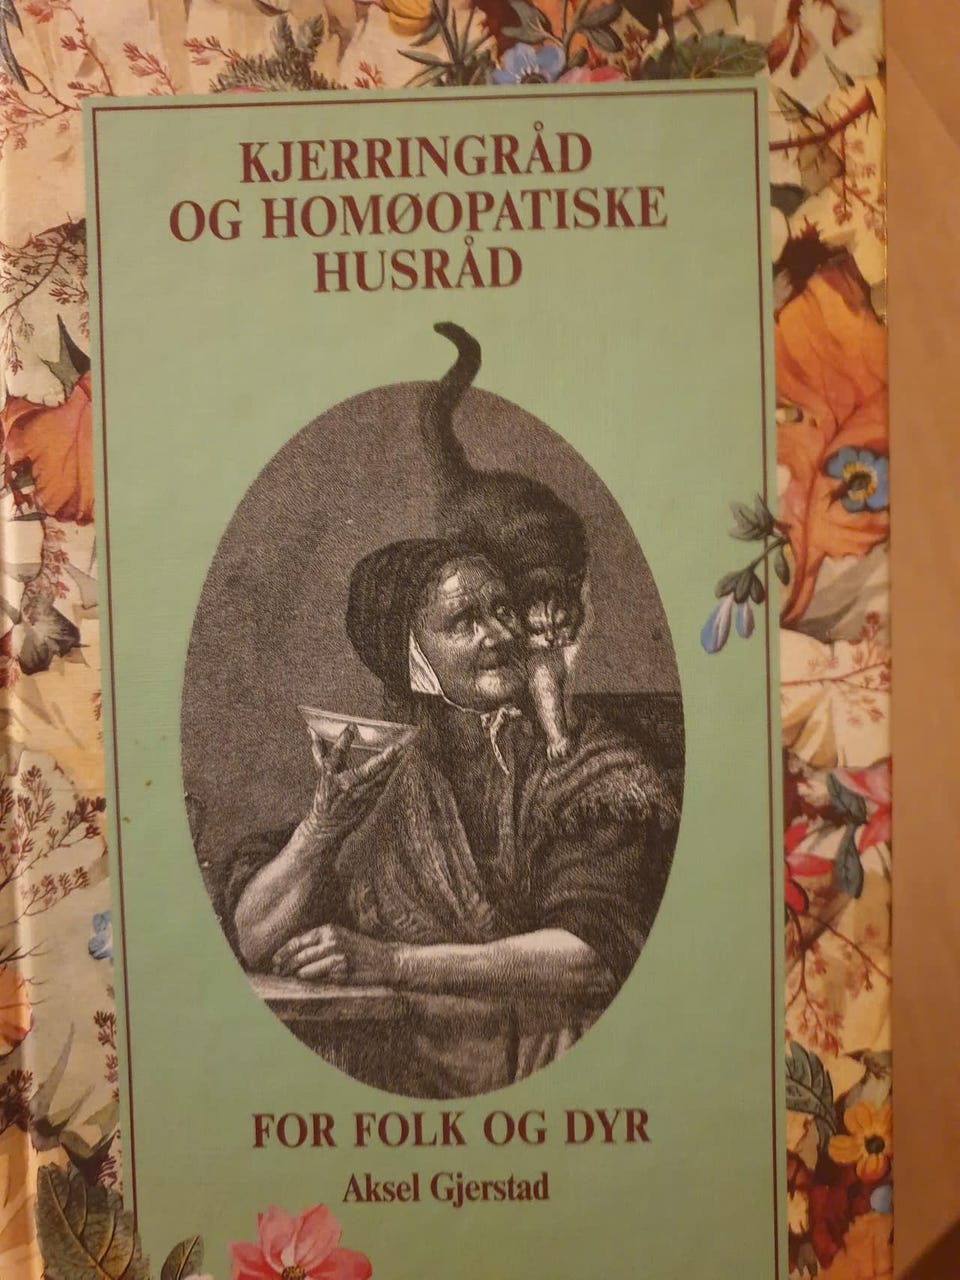 KJERRINGRÅD
OG HOMØOPATISKE
HUSRÅD
FOR FOLK OG DYR
Aksel Gjerstad